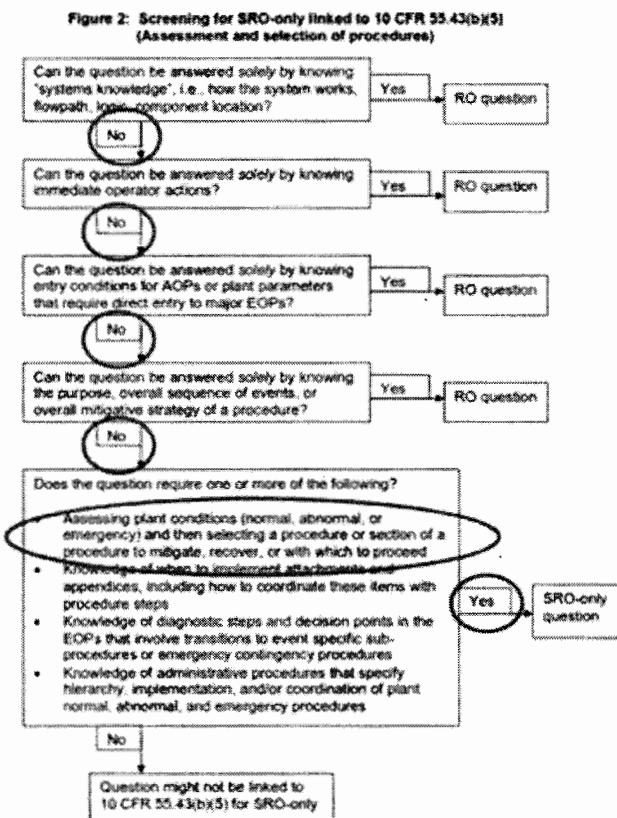 Figure 2: Screening for SRO-only linked to 10 CFR 55.43(b)(5)
(Assessment and selection of procedures)
Can the question be answered solely by knowing
"systems knowledge", i.e., how the system works,
flowpath, logic, component location?
Yes
RO question
No
Can the question be answered solely by knowing
immediate operator actions?
Yes
RO question
No
Can the question be answered solely by knowing
entry conditions for AOPs or plant parameters
that require direct entry to major EOPs?
Yes
RO question
No
Can the question be answered solely by knowing
the purpose, overall sequence of events, or
overall mitigative strategy of a procedure?
Yes
RO question
No
Does the question require one or more of the following?
Assessing plant conditions (normal, abnormal, or
emergency) and then selecting a procedure or section of a
procedure to mitigate, recover, or with which to proceed
• Knowledge of when to implement attachments and
appendices, including how to coordinate these items with
procedure steps
• Knowledge of diagnostic steps and decision points in the
EOPs that involve transitions to event specific sub-
procedures or emergency contingency procedures
• Knowledge of administrative procedures that specify
hierarchy, implementation, and/or coordination of plant
normal, abnormal, and emergency procedures
Yes
SRO-only
question
No
Question might not be linked to
10 CFR 55.43(b)(5) for SRO-only